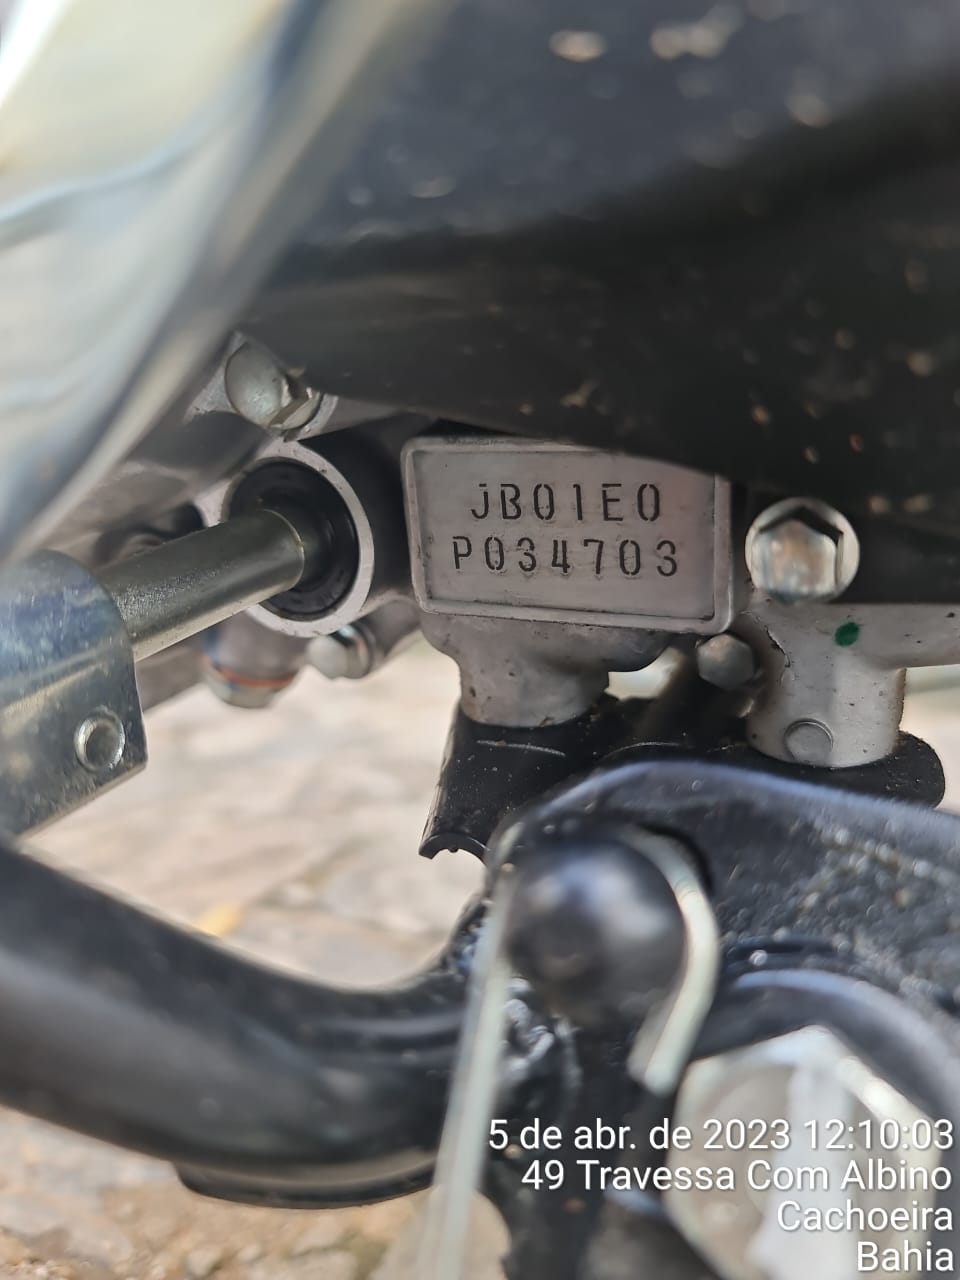 JB01E0
P034703
5 de abr. de 2023 12:10:03
49 Travessa Com Albino
Cachoeira
Bahia